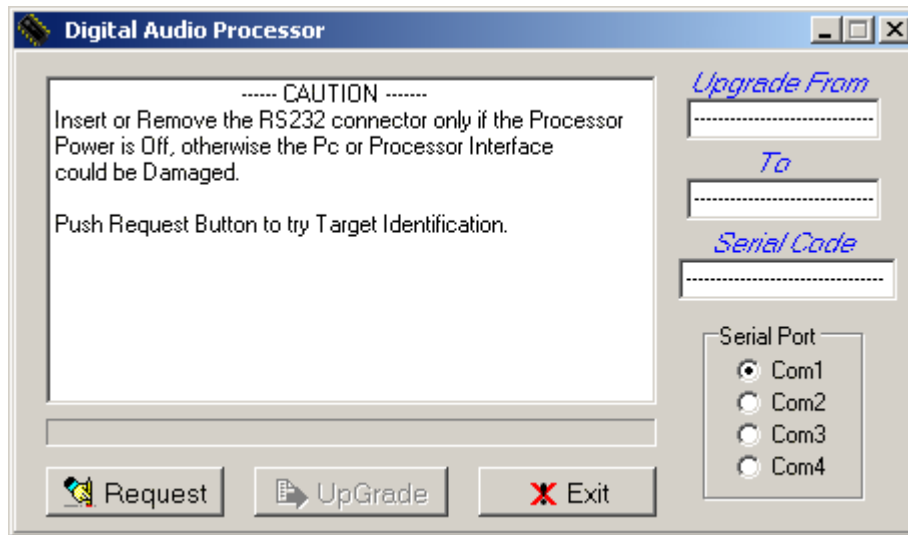 Digital Audio Processor
------ CAUTION -------
Insert or Remove the RS232 connector only if the Processor
Power is Off, otherwise the Pc or Processor Interface
could be Damaged.
Push Request Button to try Target Identification.
Upgrade From
----------------------------
To
----------------------------
Serial Code
------------------------------
Serial Port
Com1
Com2
Com3
Com4
Request
UpGrade
Exit